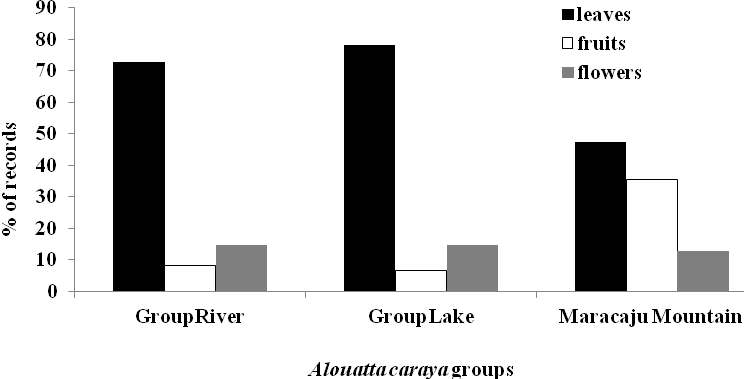 90
80
70
60
50
40
30
20
10
0
% of records
leaves
fruits
flowers
GroupRiver
GroupLake
Maracaju Mountain
Alouatta caraya groups